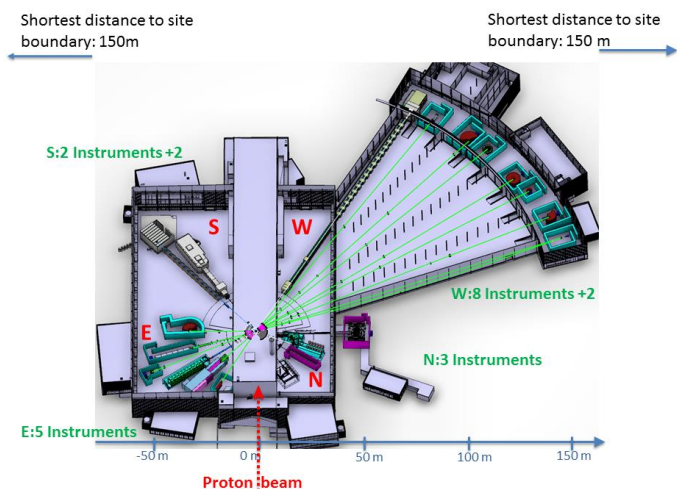 Shortest distance to site
boundary: 150m
Shortest distance to site
boundary: 150 m
S:2 Instruments +2
S
W
W:8 Instruments +2
E
N:3 Instruments
N
E:5 Instruments
-50 m
0 m
50 m
100 m
150 m
Proton beam